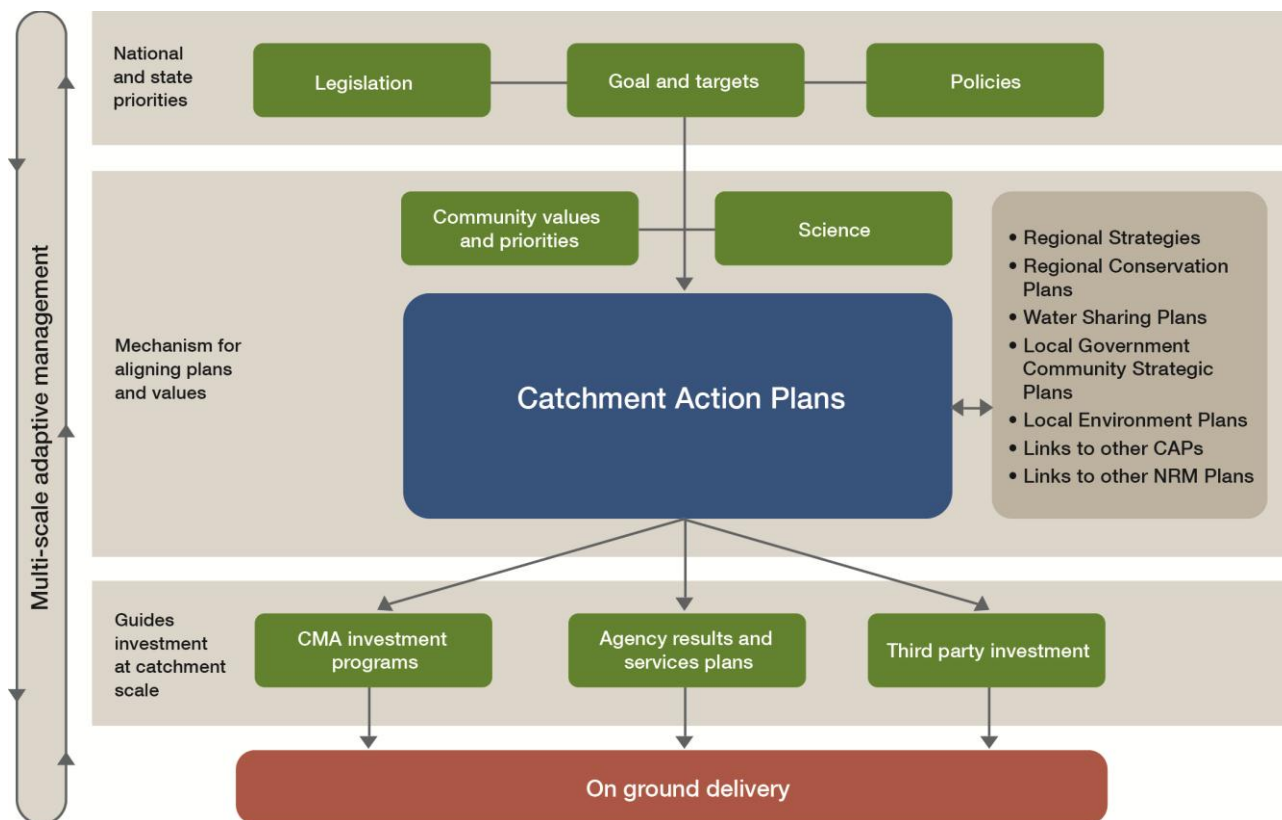 Multi-scale adaptive management
National
and state
priorities
Legislation
Goal and targets
Policies
Community values
and priorities
Science
Mechanism for
aligning plans
and values
Catchment Action Plans
• Regional Strategies
• Regional Conservation
Plans
• Water Sharing Plans
• Local Government
Community Strategic
Plans
• Local Environment Plans
• Links to other CAPs
• Links to other NRM Plans
Guides
investment
at catchment
scale
CMA investment
programs
Agency results and
services plans
Third party investment
On ground delivery